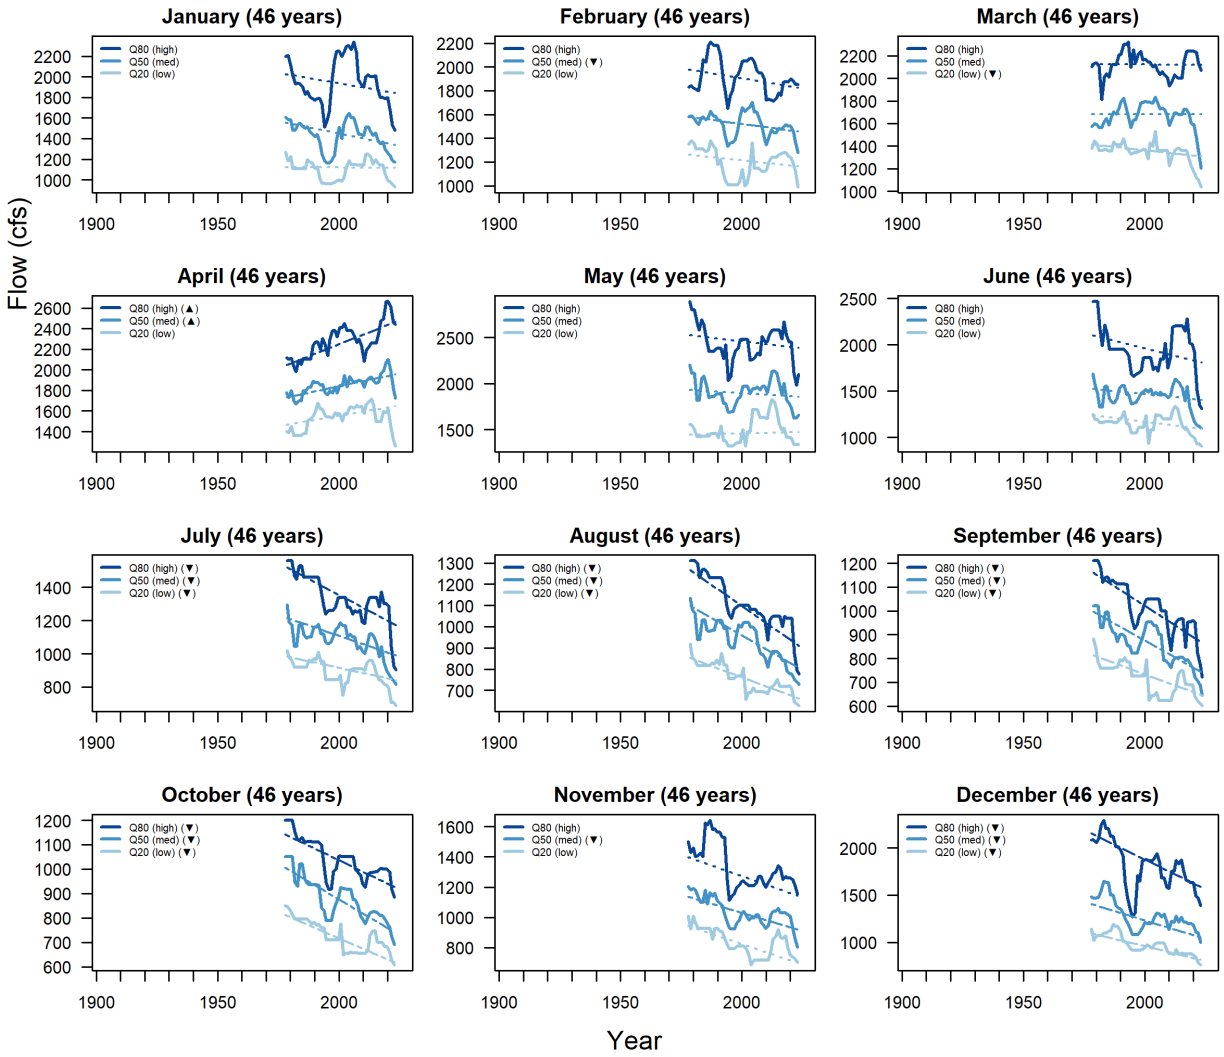 January (46 years)
Q80 (high)
Q50 (med)
Q20 (low)
2200
2000
1800
1600
1400
1200
1000
1900
1950
2000
February (46 years)
Q80 (high)
Q50 (med) (▼)
Q20 (low)
2200
2000
1800
1600
1400
1200
1000
1900
1950
2000
March (46 years)
Q80 (high)
Q50 (med)
Q20 (low) (▼)
2200
2000
1800
1600
1400
1200
1000
1900
1950
2000
Flow (cfs)
April (46 years)
Q80 (high) (▲)
Q50 (med) (▲)
Q20 (low)
2600
2400
2200
2000
1800
1600
1400
1900
1950
2000
May (46 years)
Q80 (high)
Q50 (med)
Q20 (low)
2500
2000
1500
1900
1950
2000
June (46 years)
Q80 (high)
Q50 (med)
Q20 (low)
2500
2000
1500
1000
1900
1950
2000
July (46 years)
Q80 (high) (▼)
Q50 (med) (▼)
Q20 (low) (▼)
1400
1200
1000
800
1900
1950
2000
August (46 years)
Q80 (high) (▼)
Q50 (med) (▼)
Q20 (low) (▼)
1300
1200
1100
1000
900
800
700
1900
1950
2000
September (46 years)
Q80 (high) (▼)
Q50 (med) (▼)
Q20 (low) (▼)
1200
1100
1000
900
800
700
600
1900
1950
2000
October (46 years)
Q80 (high) (▼)
Q50 (med) (▼)
Q20 (low) (▼)
1200
1100
1000
900
800
700
600
1900
1950
2000
November (46 years)
Q80 (high)
Q50 (med) (▼)
Q20 (low)
1600
1400
1200
1000
800
1900
1950
2000
December (46 years)
Q80 (high) (▼)
Q50 (med) (▼)
Q20 (low) (▼)
2000
1500
1000
1900
1950
2000
Year